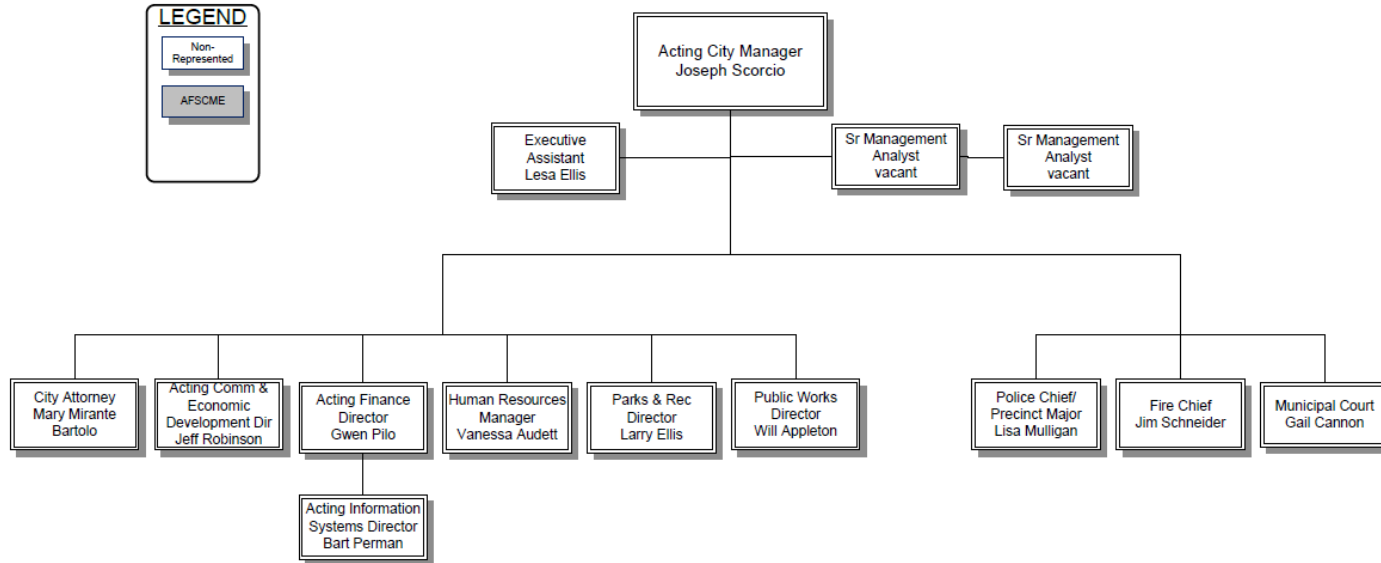 LEGEND
Non-
Represented
AFSCME
Acting City Manager
Joseph Scorcio
Executive
Assistant
Lesa Ellis
Sr Management
Analyst
vacant
Sr Management
Analyst
vacant
City Attorney
Mary Mirante
Bartolo
Acting Comm &
Economic
Development Dir
Jeff Robinson
Acting Finance
Director
Gwen Pilo
Human Resources
Manager
Vanessa Audett
Parks & Rec
Director
Larry Ellis
Public Works
Director
Will Appleton
Police Chief/
Precinct Major
Lisa Mulligan
Fire Chief
Jim Schneider
Municipal Court
Gail Cannon
Acting Information
Systems Director
Bart Perman